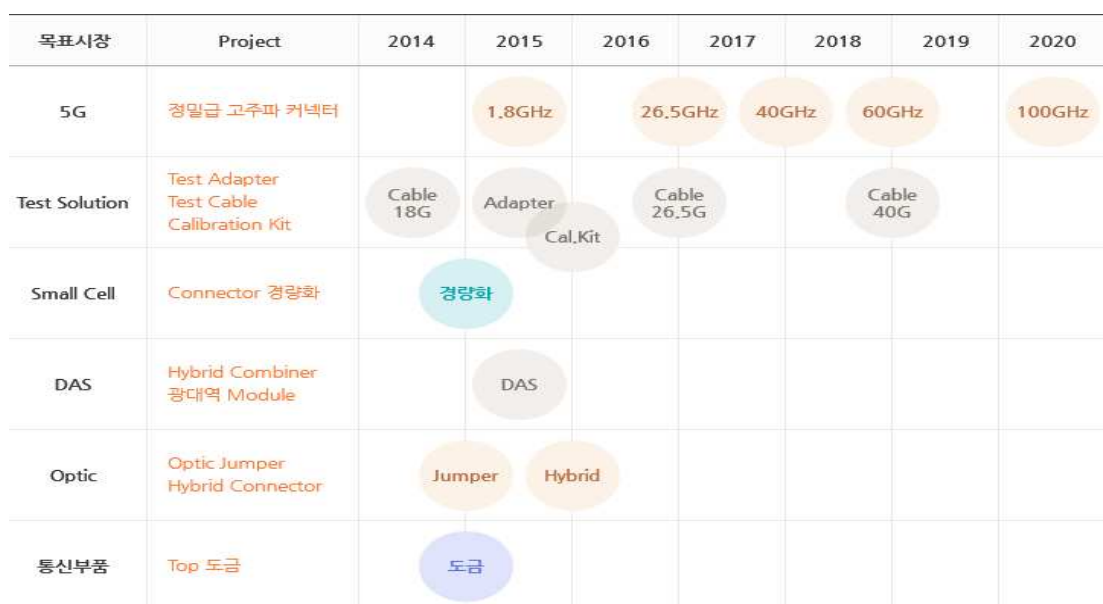 목표시장 Project 2014 2015 2016 2017 2018 2019 2020
5G 정밀급 고주파 커넥터 1.8GHz 26.5GHz 40GHz 60GHz 100GHz
Test Solution
Test Adapter
Test Cable
Calibration Kit
Cable
18G
Adapter
Cal.Kit
Cable
26.5G
Cable
40G
Small Cell Connector 경량화 경량화
DAS
Hybrid Combiner
광대역 Module
DAS
Optic
Optic Jumper
Hybrid Connector
Jumper Hybrid
통신부품 Top 도금 도금